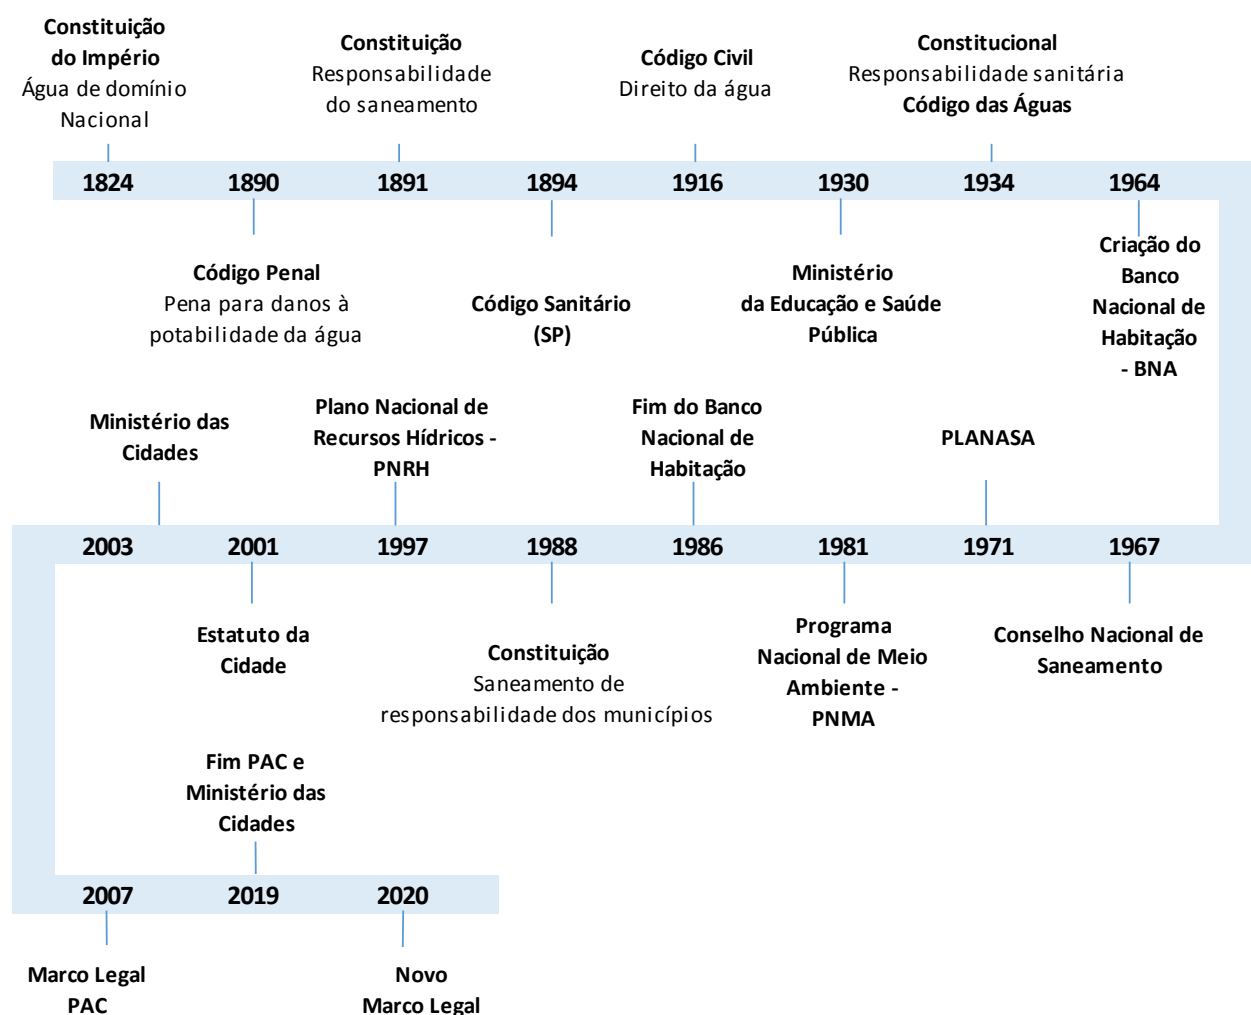 Constituição
do Império
Água de domínio
Nacional
Constituição
Responsabilidade
do saneamento
Código Civil
Direito da água
Constitucional
Responsabilidade sanitária
Código das Águas
1824 1890 1891 1894 1916 1930 1934 1964
Código Penal
Pena para danos à
potabilidade da água
Código Sanitário
(SP)
Ministério
da Educação e Saúde
Pública
Criação do
Banco
Nacional de
Habitação
- BNA
Ministério das
Cidades
Plano Nacional de
Recursos Hídricos -
PNRH
Fim do Banco
Nacional de
Habitação
PLANASA
2003 2001 1997 1988 1986 1981 1971 1967
Estatuto da
Cidade
Constituição
Saneamento de
responsabilidade dos municípios
Programa
Nacional de Meio
Ambiente -
PNMA
Conselho Nacional de
Saneamento
Fim PAC e
Ministério das
Cidades
2007 2019 2020
Marco Legal
PAC
Novo
Marco Legal